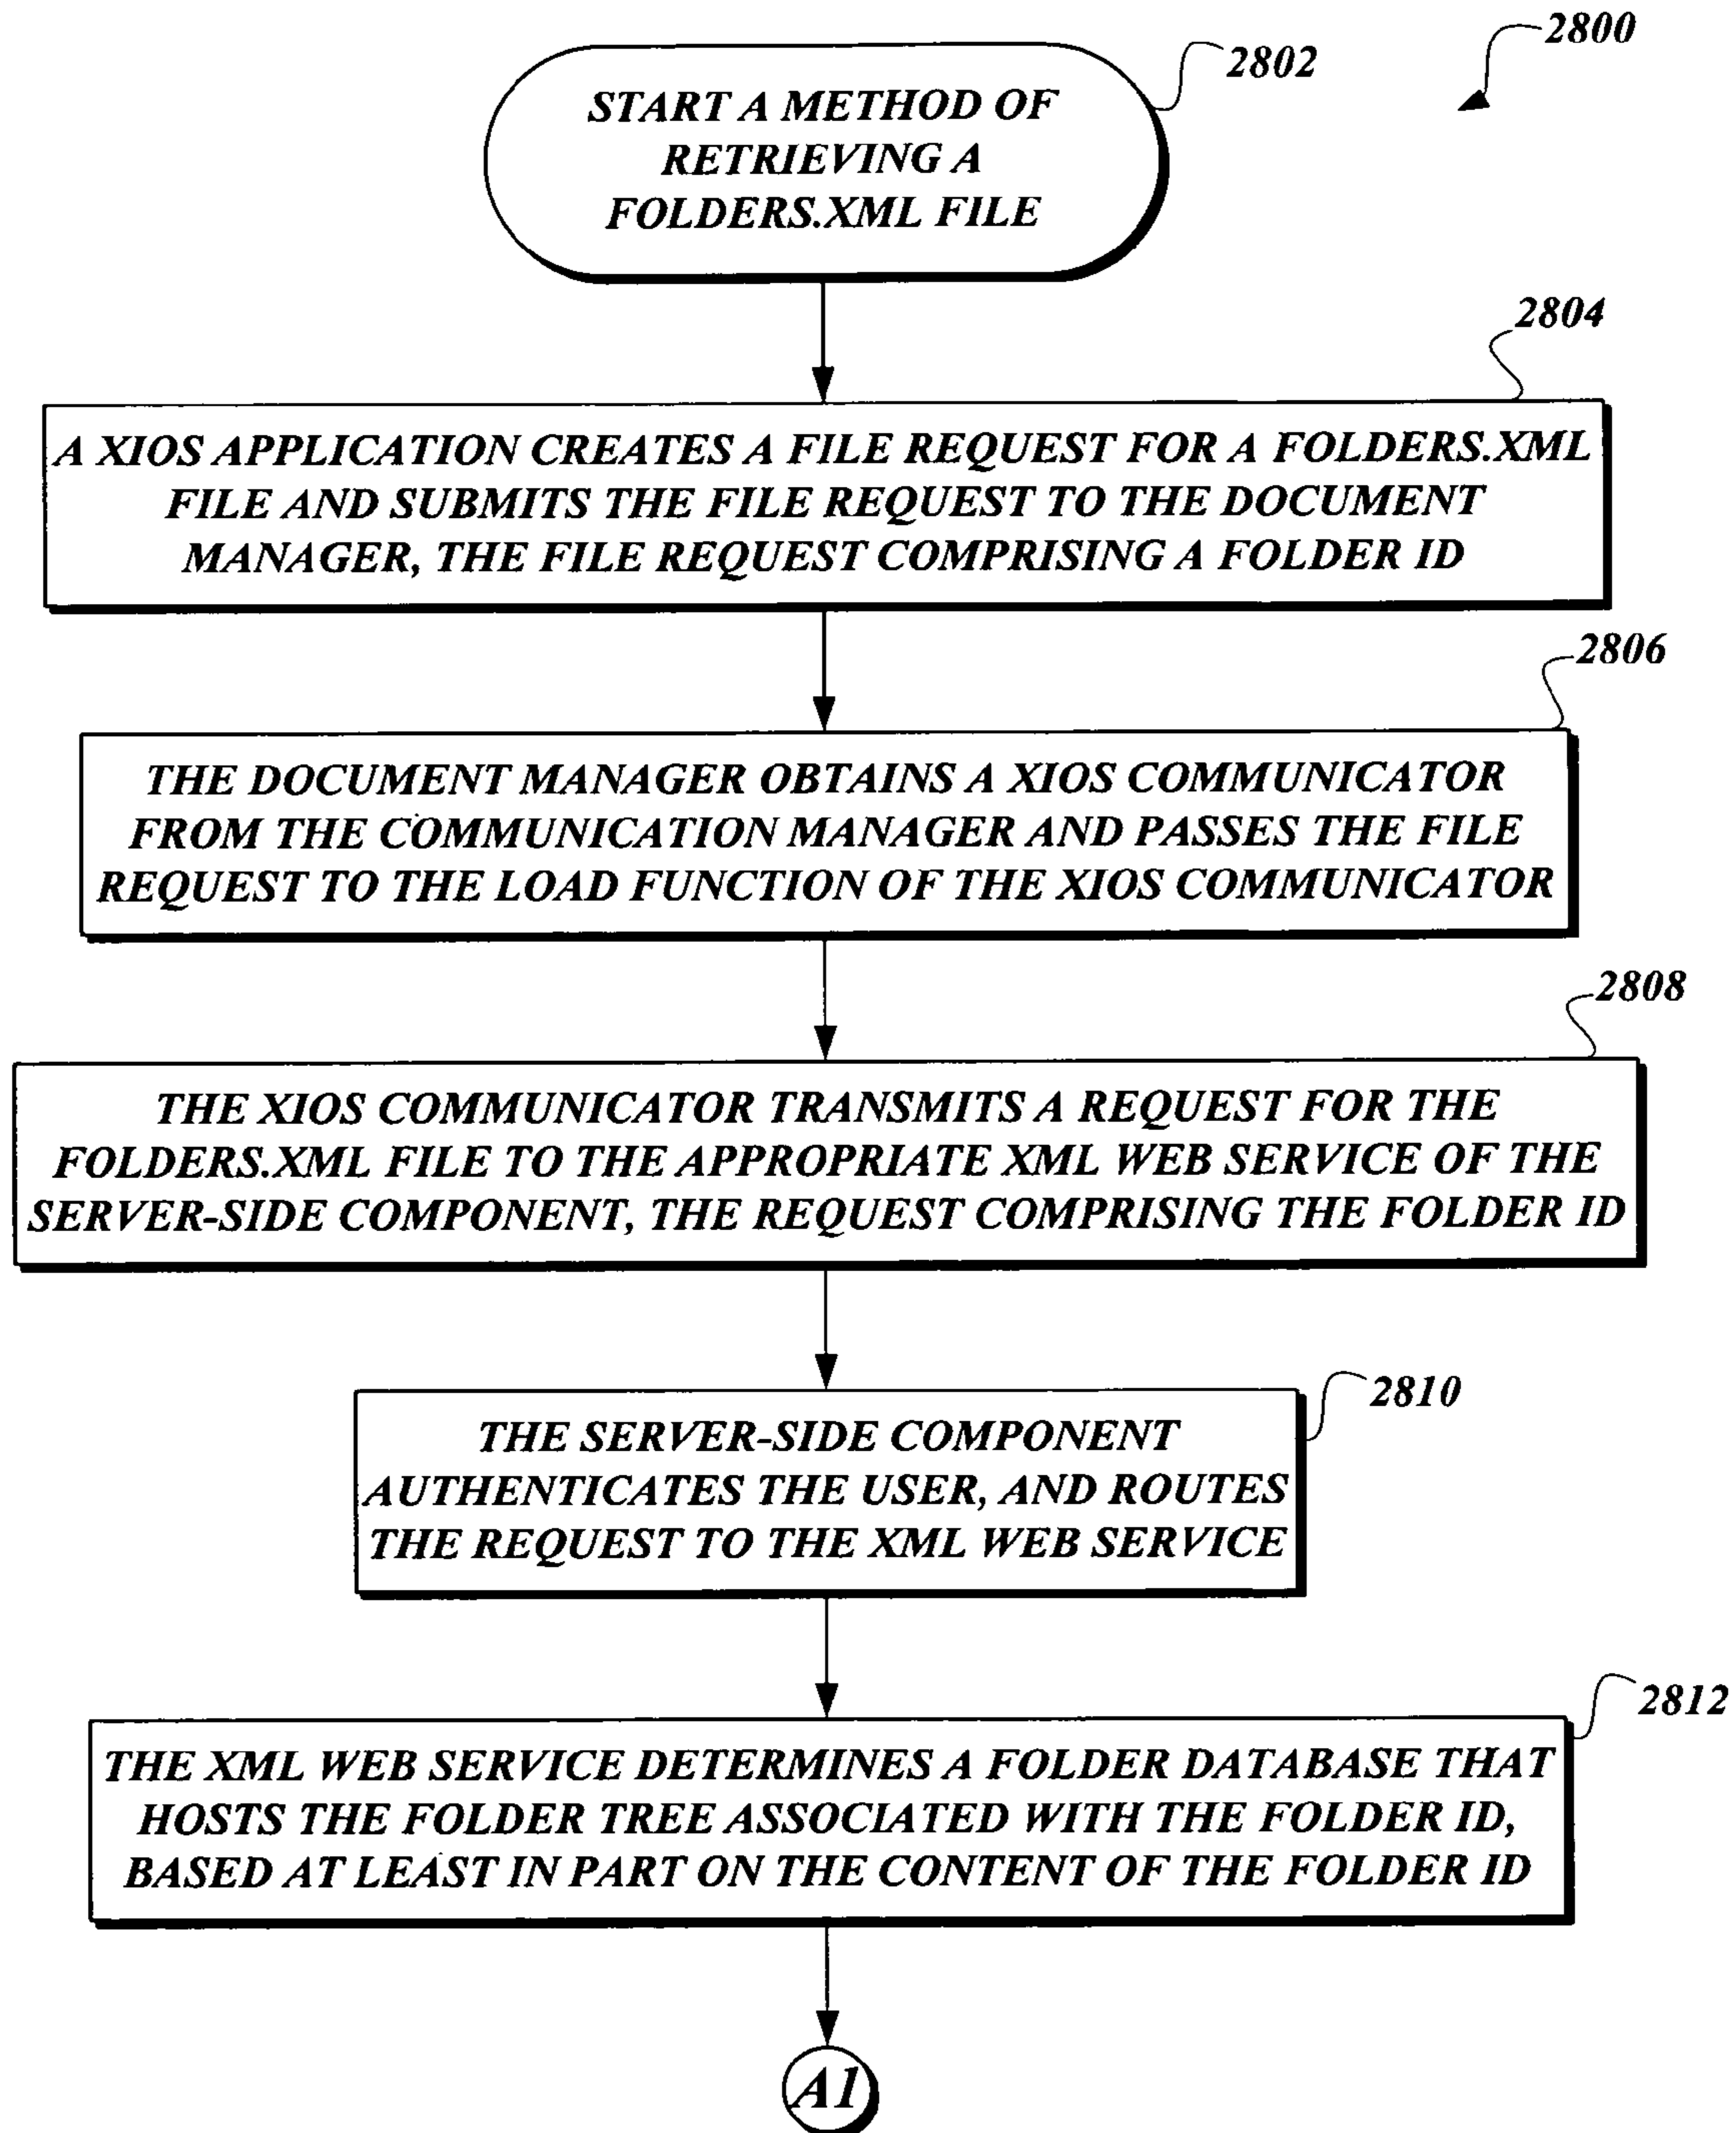 2800
2802
START A METHOD OF
RETRIEVING A
FOLDERS.XML FILE
2804
A XIOS APPLICATION CREATES A FILE REQUEST FOR A FOLDERS.XML
FILE AND SUBMITS THE FILE REQUEST TO THE DOCUMENT
MANAGER, THE FILE REQUEST COMPRISING A FOLDER ID
2806
THE DOCUMENT MANAGER OBTAINS A XIOS COMMUNICATOR
FROM THE COMMUNICATION MANAGER AND PASSES THE FILE
REQUEST TO THE LOAD FUNCTION OF THE XIOS COMMUNICATOR
2808
THE XIOS COMMUNICATOR TRANSMITS A REQUEST FOR THE
FOLDERS.XML FILE TO THE APPROPRIATE XML WEB SERVICE OF THE
SERVER-SIDE COMPONENT, THE REQUEST COMPRISING THE FOLDER ID
2810
THE SERVER-SIDE COMPONENT
AUTHENTICATES THE USER, AND ROUTES
THE REQUEST TO THE XML WEB SERVICE
2812
THE XML WEB SERVICE DETERMINES A FOLDER DATABASE THAT
HOSTS THE FOLDER TREE ASSOCIATED WITH THE FOLDER ID,
BASED AT LEAST IN PART ON THE CONTENT OF THE FOLDER ID
A1